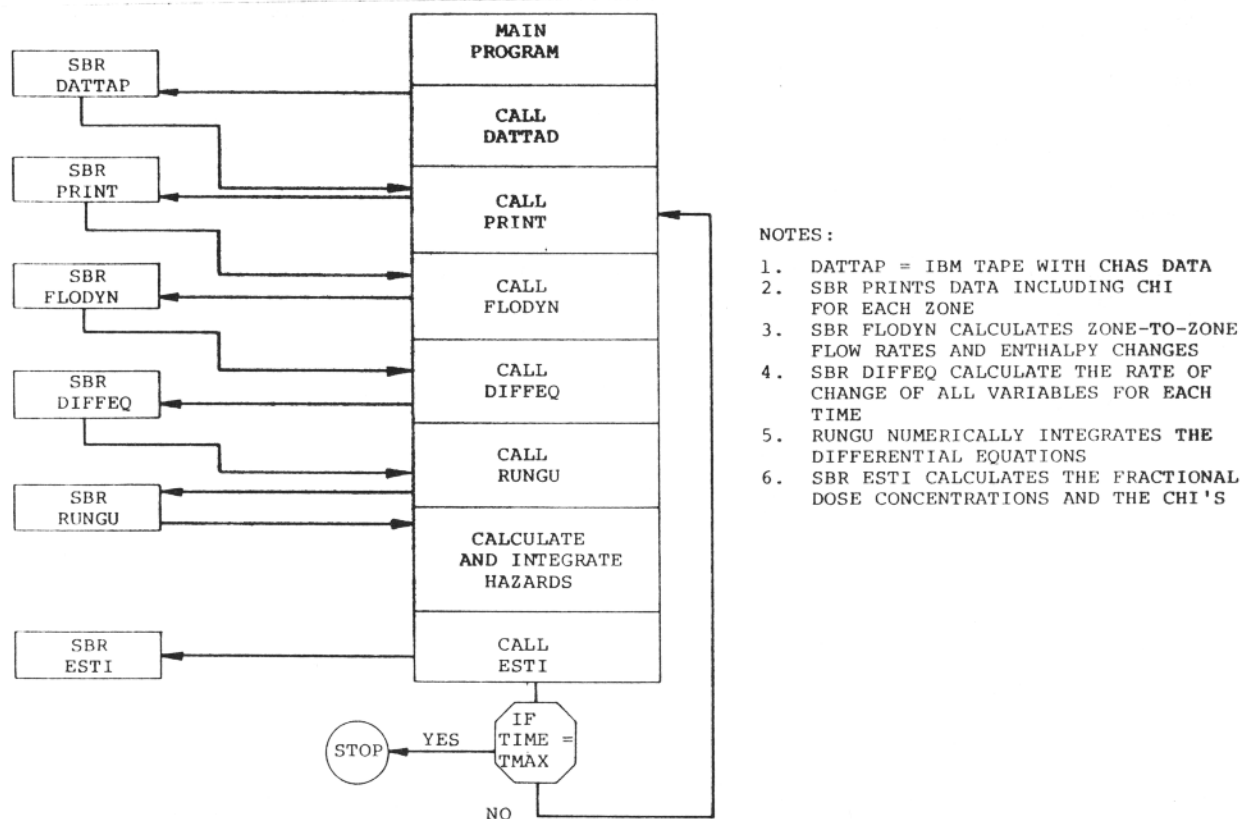 MAIN
PROGRAM
SBR
DATTAP
CALL
DATTAD
SBR
PRINT
CALL
PRINT
SBR
FLODYN
CALL
FLODYN
SBR
DIFFEQ
CALL
DIFFEQ
SBR
RUNGU
CALL
RUNGU
CALCULATE
AND INTEGRATE
HAZARDS
SBR
ESTI
CALL
ESTI
IF
TIME =
TMAX
YES
STOP
NO
NOTES:
1. DATTAP = IBM TAPE WITH CHAS DATA
2. SBR PRINTS DATA INCLUDING CHI
FOR EACH ZONE
3. SBR FLODYN CALCULATES ZONE-TO-ZONE
FLOW RATES AND ENTHALPY CHANGES
4. SBR DIFFEQ CALCULATE THE RATE OF
CHANGE OF ALL VARIABLES FOR EACH
TIME
5. RUNGU NUMERICALLY INTEGRATES THE
DIFFERENTIAL EQUATIONS
6. SBR ESTI CALCULATES THE FRACTIONAL
DOSE CONCENTRATIONS AND THE CHI'S